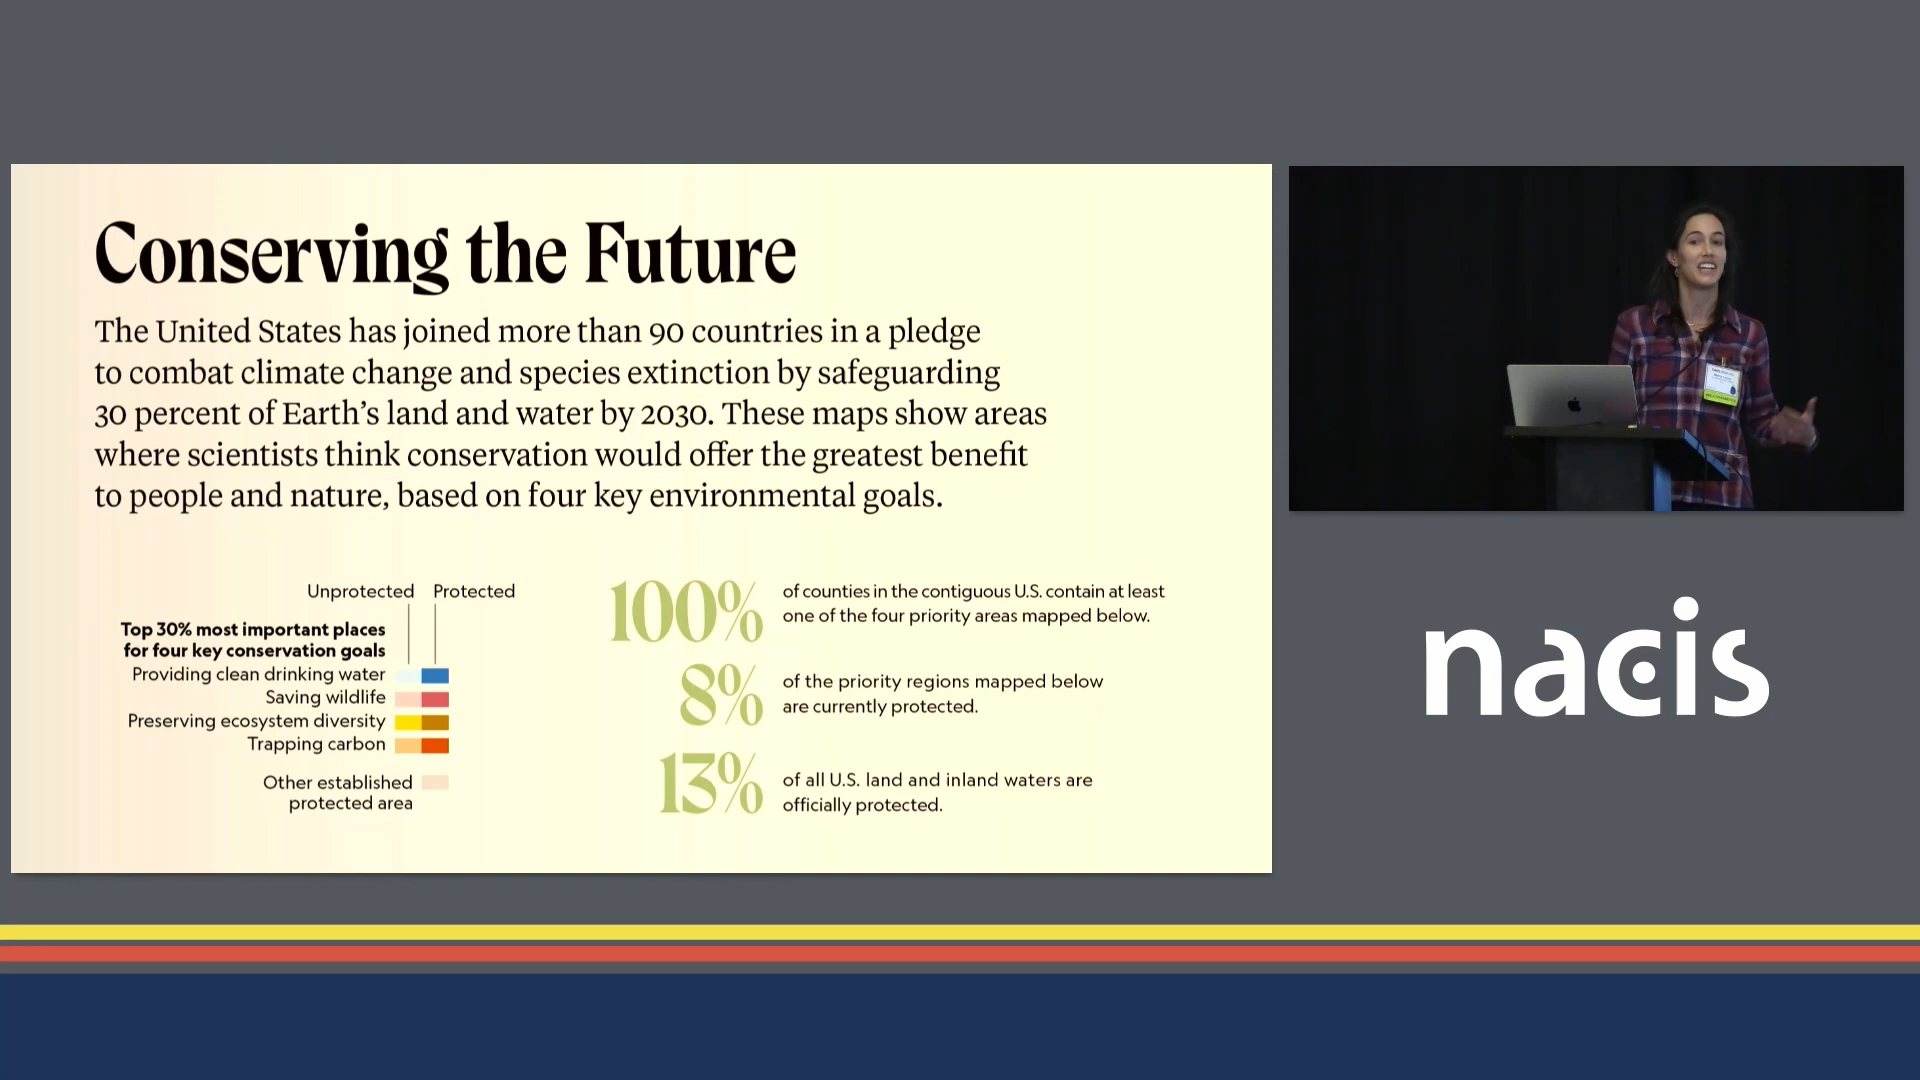 Conserving the Future
The United States has joined more than 90 countries in a pledge
to combat climate change and species extinction by safeguarding
30 percent of Earth's land and water by 2030. These maps show areas
where scientists think conservation would offer the greatest benefit
to people and nature, based on four key environmental goals.
Unprotected Protected
Top 30% most important places
for four key conservation goals
Providing clean drinking water
Saving wildlife
Preserving ecosystem diversity
Trapping carbon
Other established
protected area
100% of counties in the contiguous U.S. contain at least
one of the four priority areas mapped below.
8% of the priority regions mapped below
are currently protected.
13% of all U.S. land and inland waters are
officially protected.
nacis